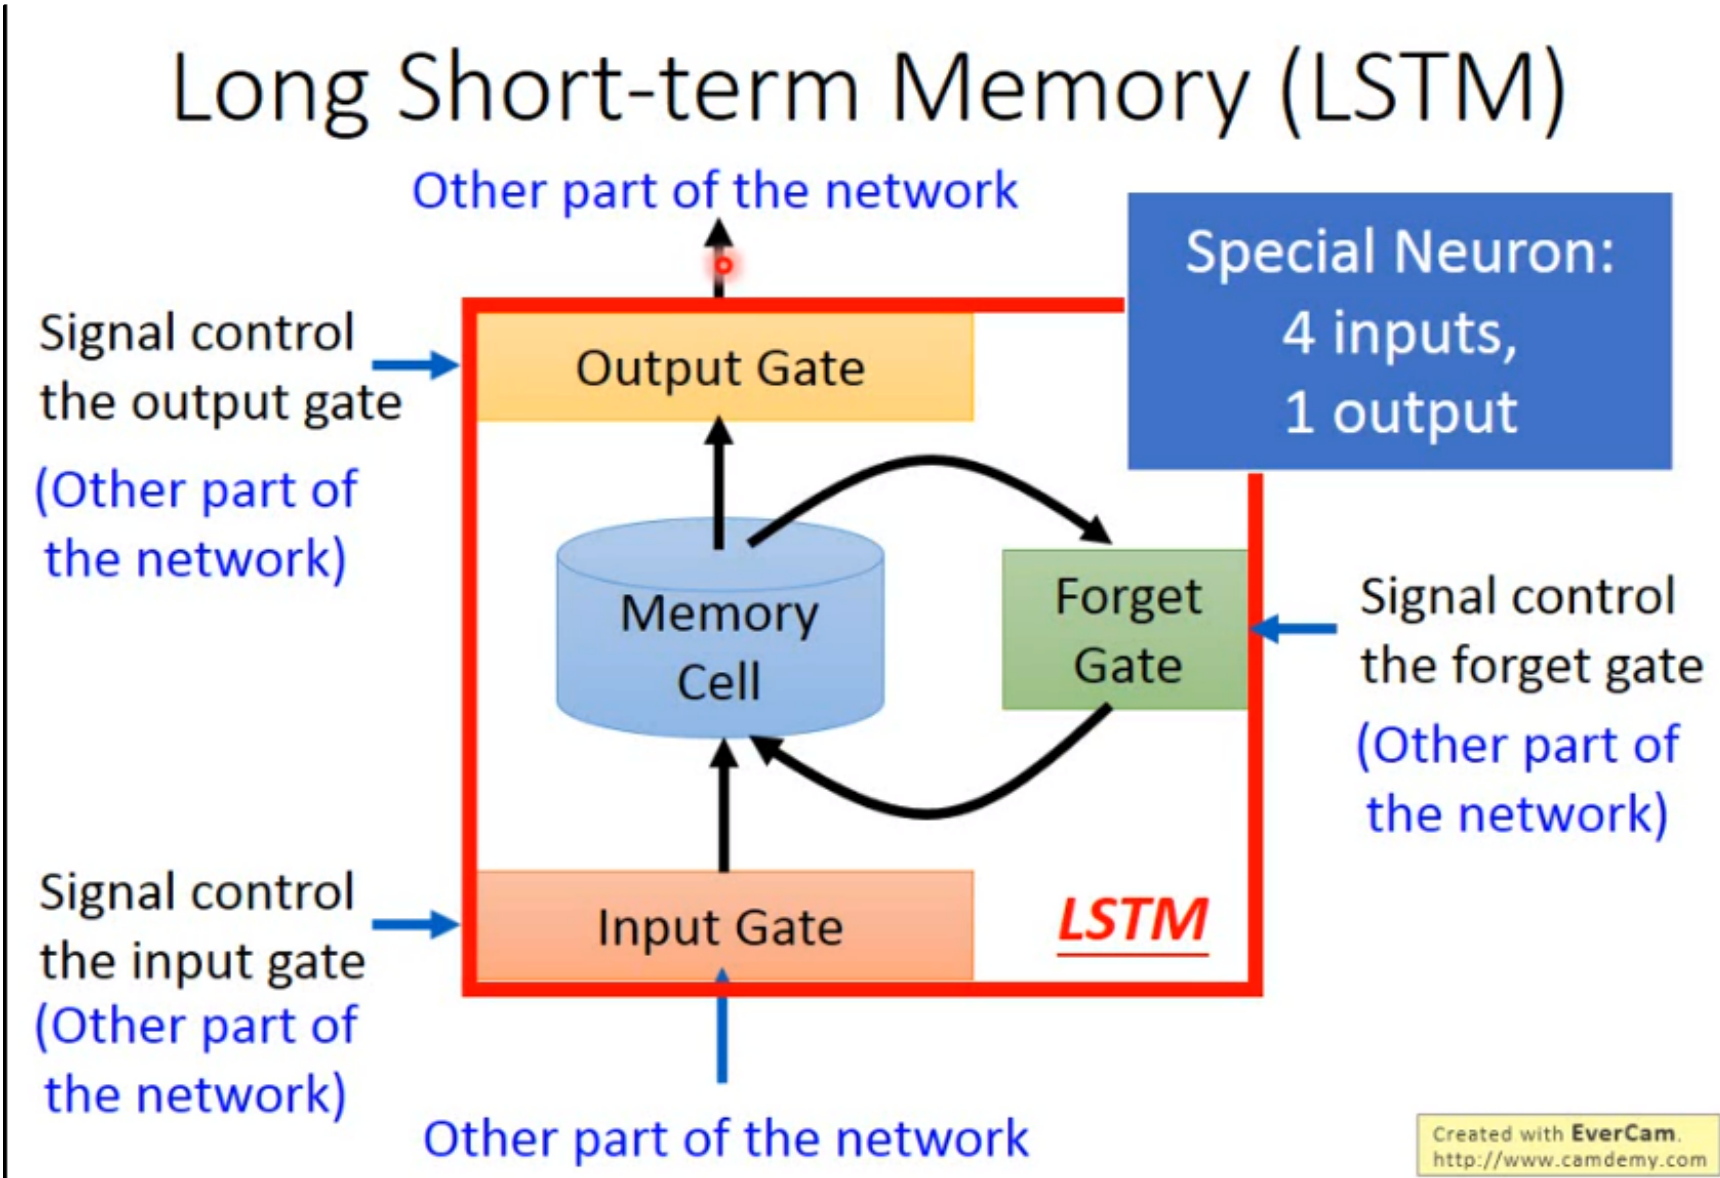 Long Short-term Memory (LSTM)
Other part of the network
Special Neuron:
4 inputs,
1 output
Signal control
the output gate
(Other part of
the network)
Output Gate
Memory
Cell
Forget
Gate
Signal control
the forget gate
(Other part of
the network)
Signal control
the input gate
(Other part of
the network)
Input Gate
LSTM
Other part of the network
Created with EverCam.
http://www.camdemy.com